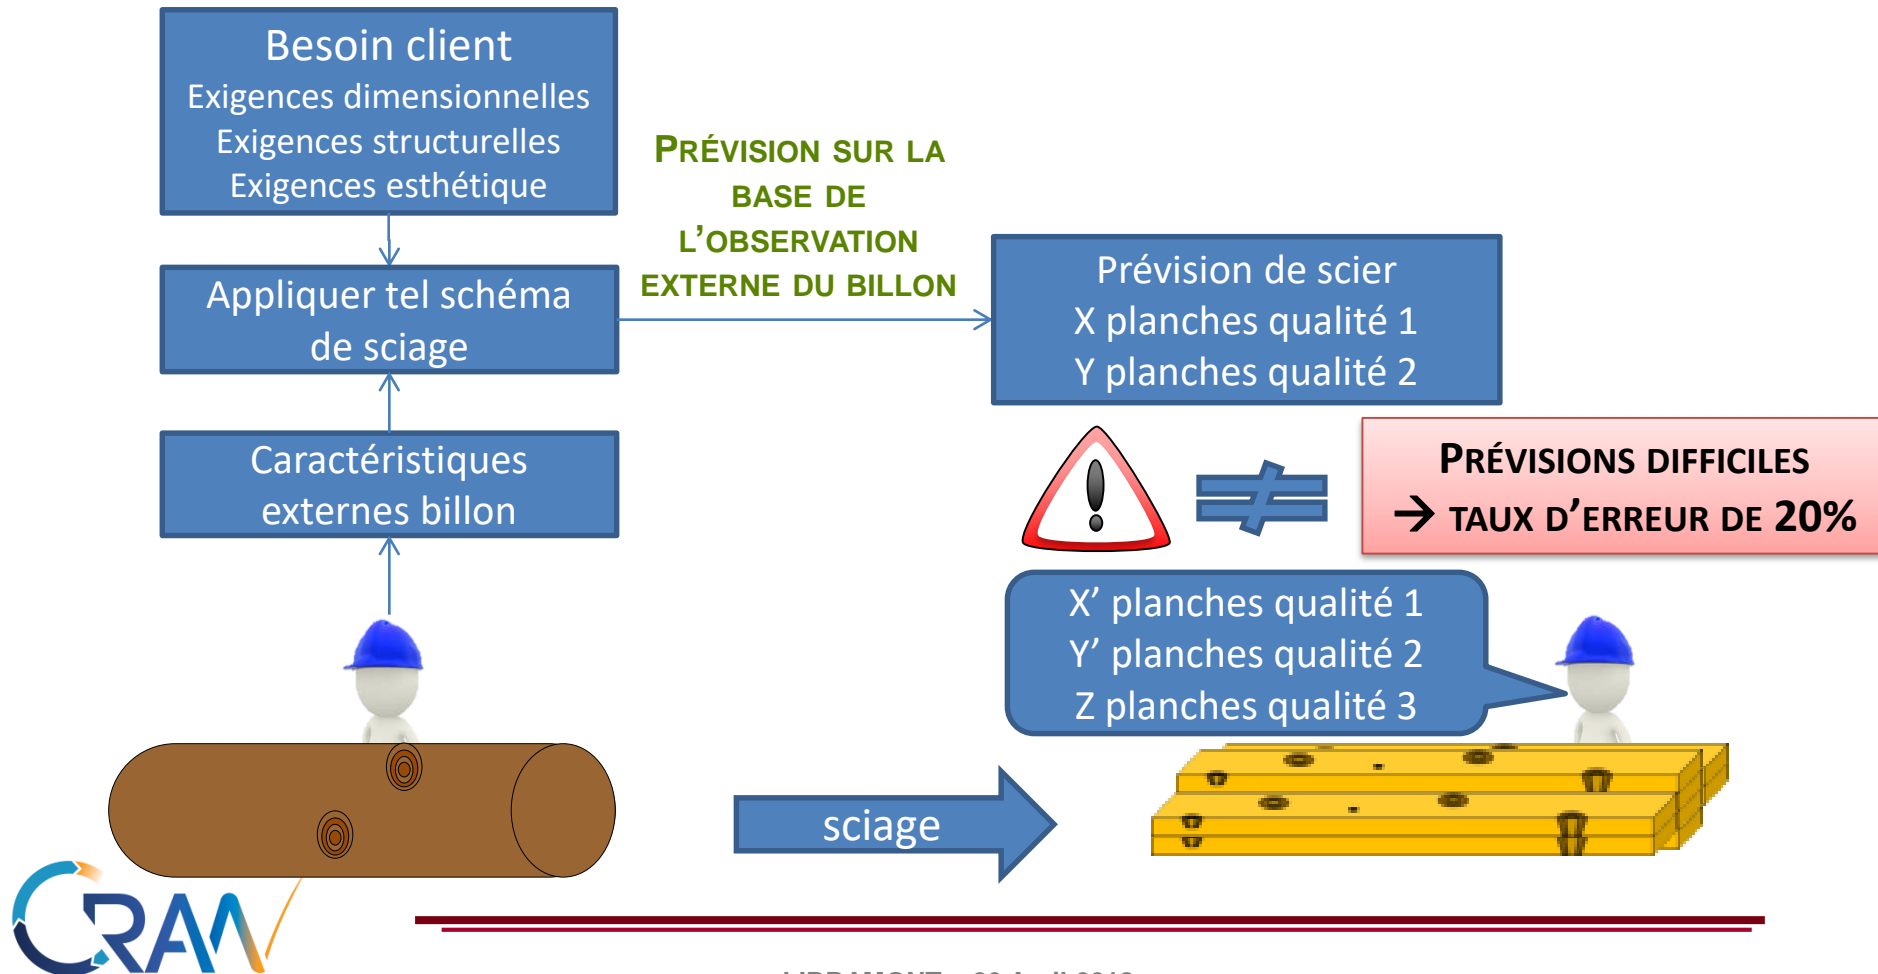 Besoin client
Exigences dimensionnelles
Exigences structurelles
Exigences esthétique
Appliquer tel schéma
de sciage
Caractéristiques
externes billon
PRÉVISION SUR LA
BASE DE
L’OBSERVATION
EXTERNE DU BILLON
Prévision de scier
X planches qualité 1
Y planches qualité 2
PRÉVISIONS DIFFICILES
→ TAUX D’ERREUR DE 20%
X’ planches qualité 1
Y’ planches qualité 2
Z planches qualité 3
sciage
CRAW